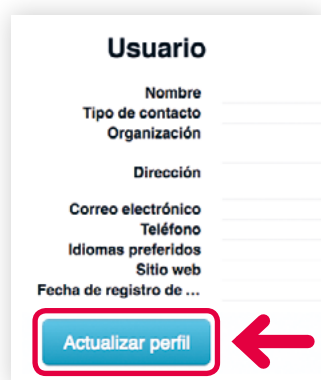 Usuario
Nombre
Tipo de contacto
Organización
Dirección
Correo electrónico
Teléfono
Idiomas preferidos
Sitio web
Fecha de registro de ...
Actualizar perfil